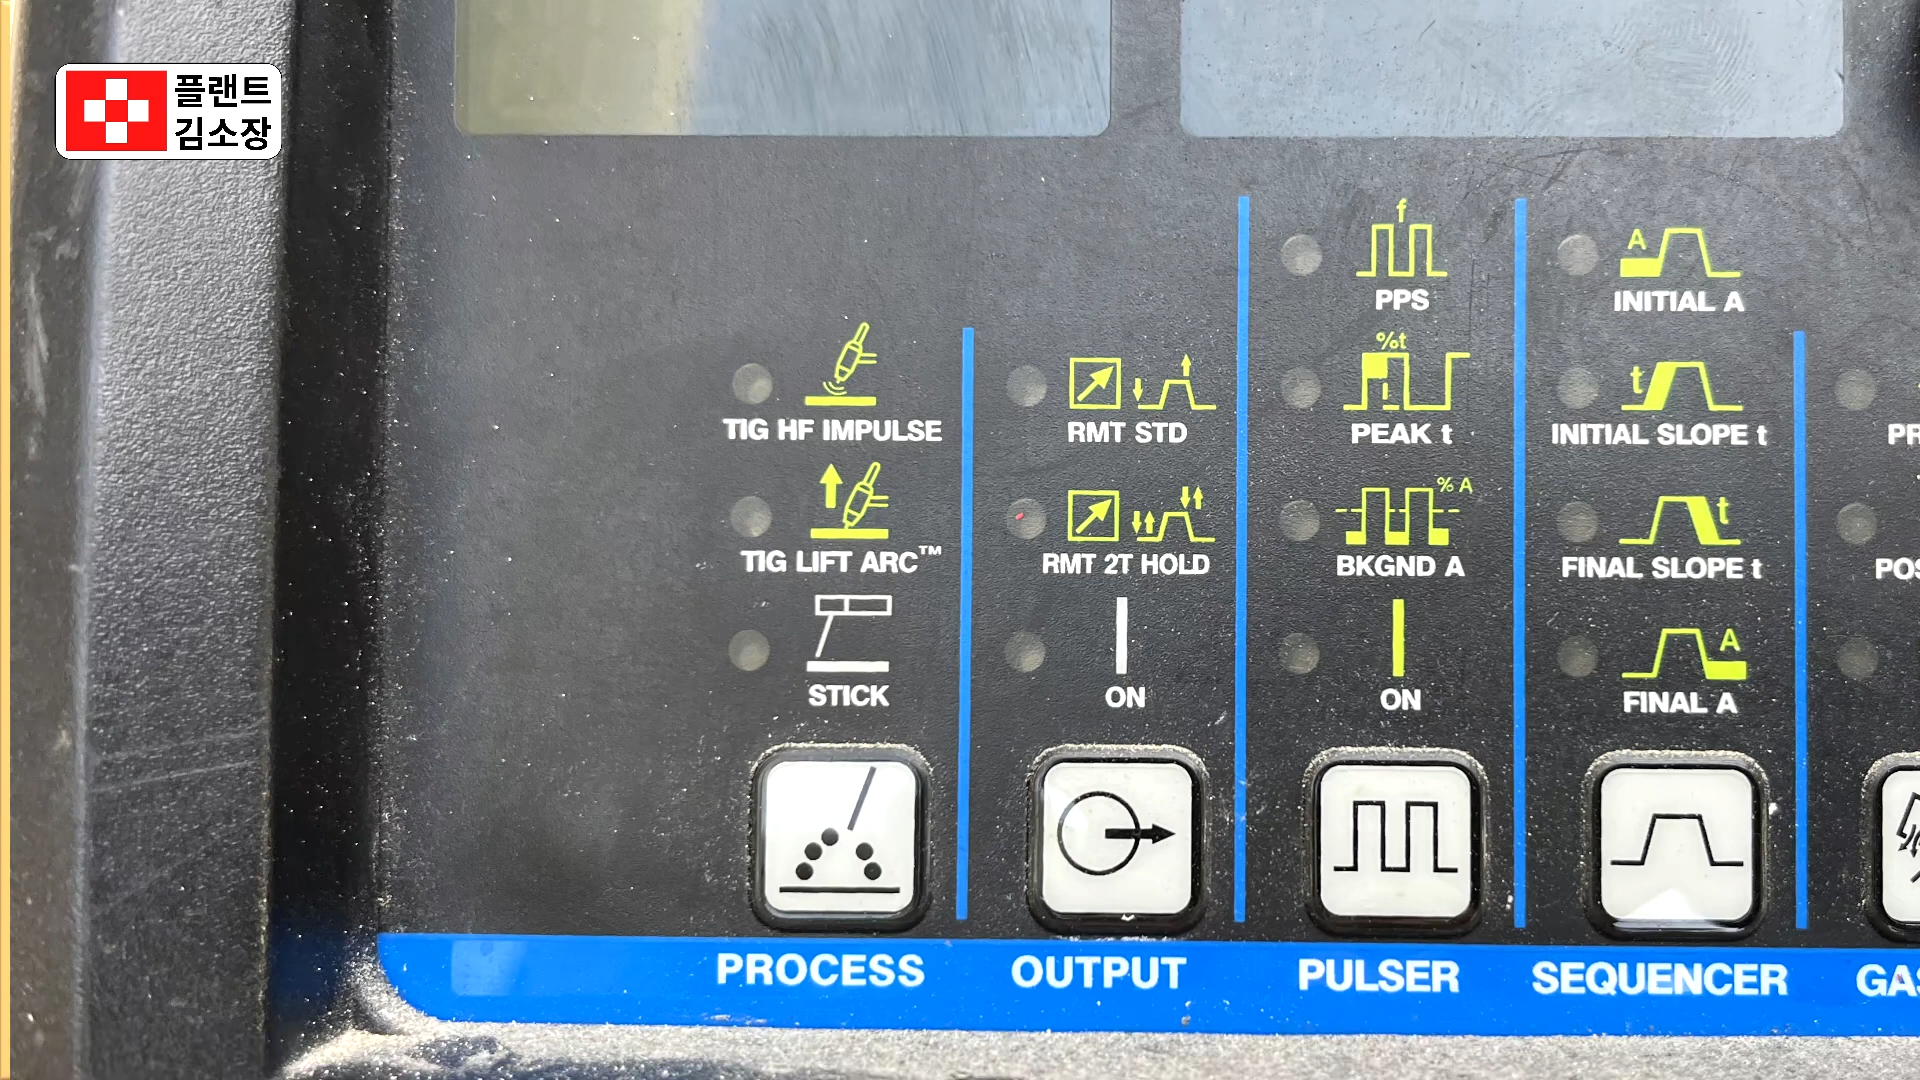 플랜트
김소장
f
PPS
A
INITIAL A
TIG HF IMPULSE
RMT STD
%t
PEAK t
t
INITIAL SLOPE t
TIG LIFT ARC™
RMT 2T HOLD
% A
BKGND A
t
FINAL SLOPE t
STICK
ON
ON
A
FINAL A
PROCESS
OUTPUT
PULSER
SEQUENCER